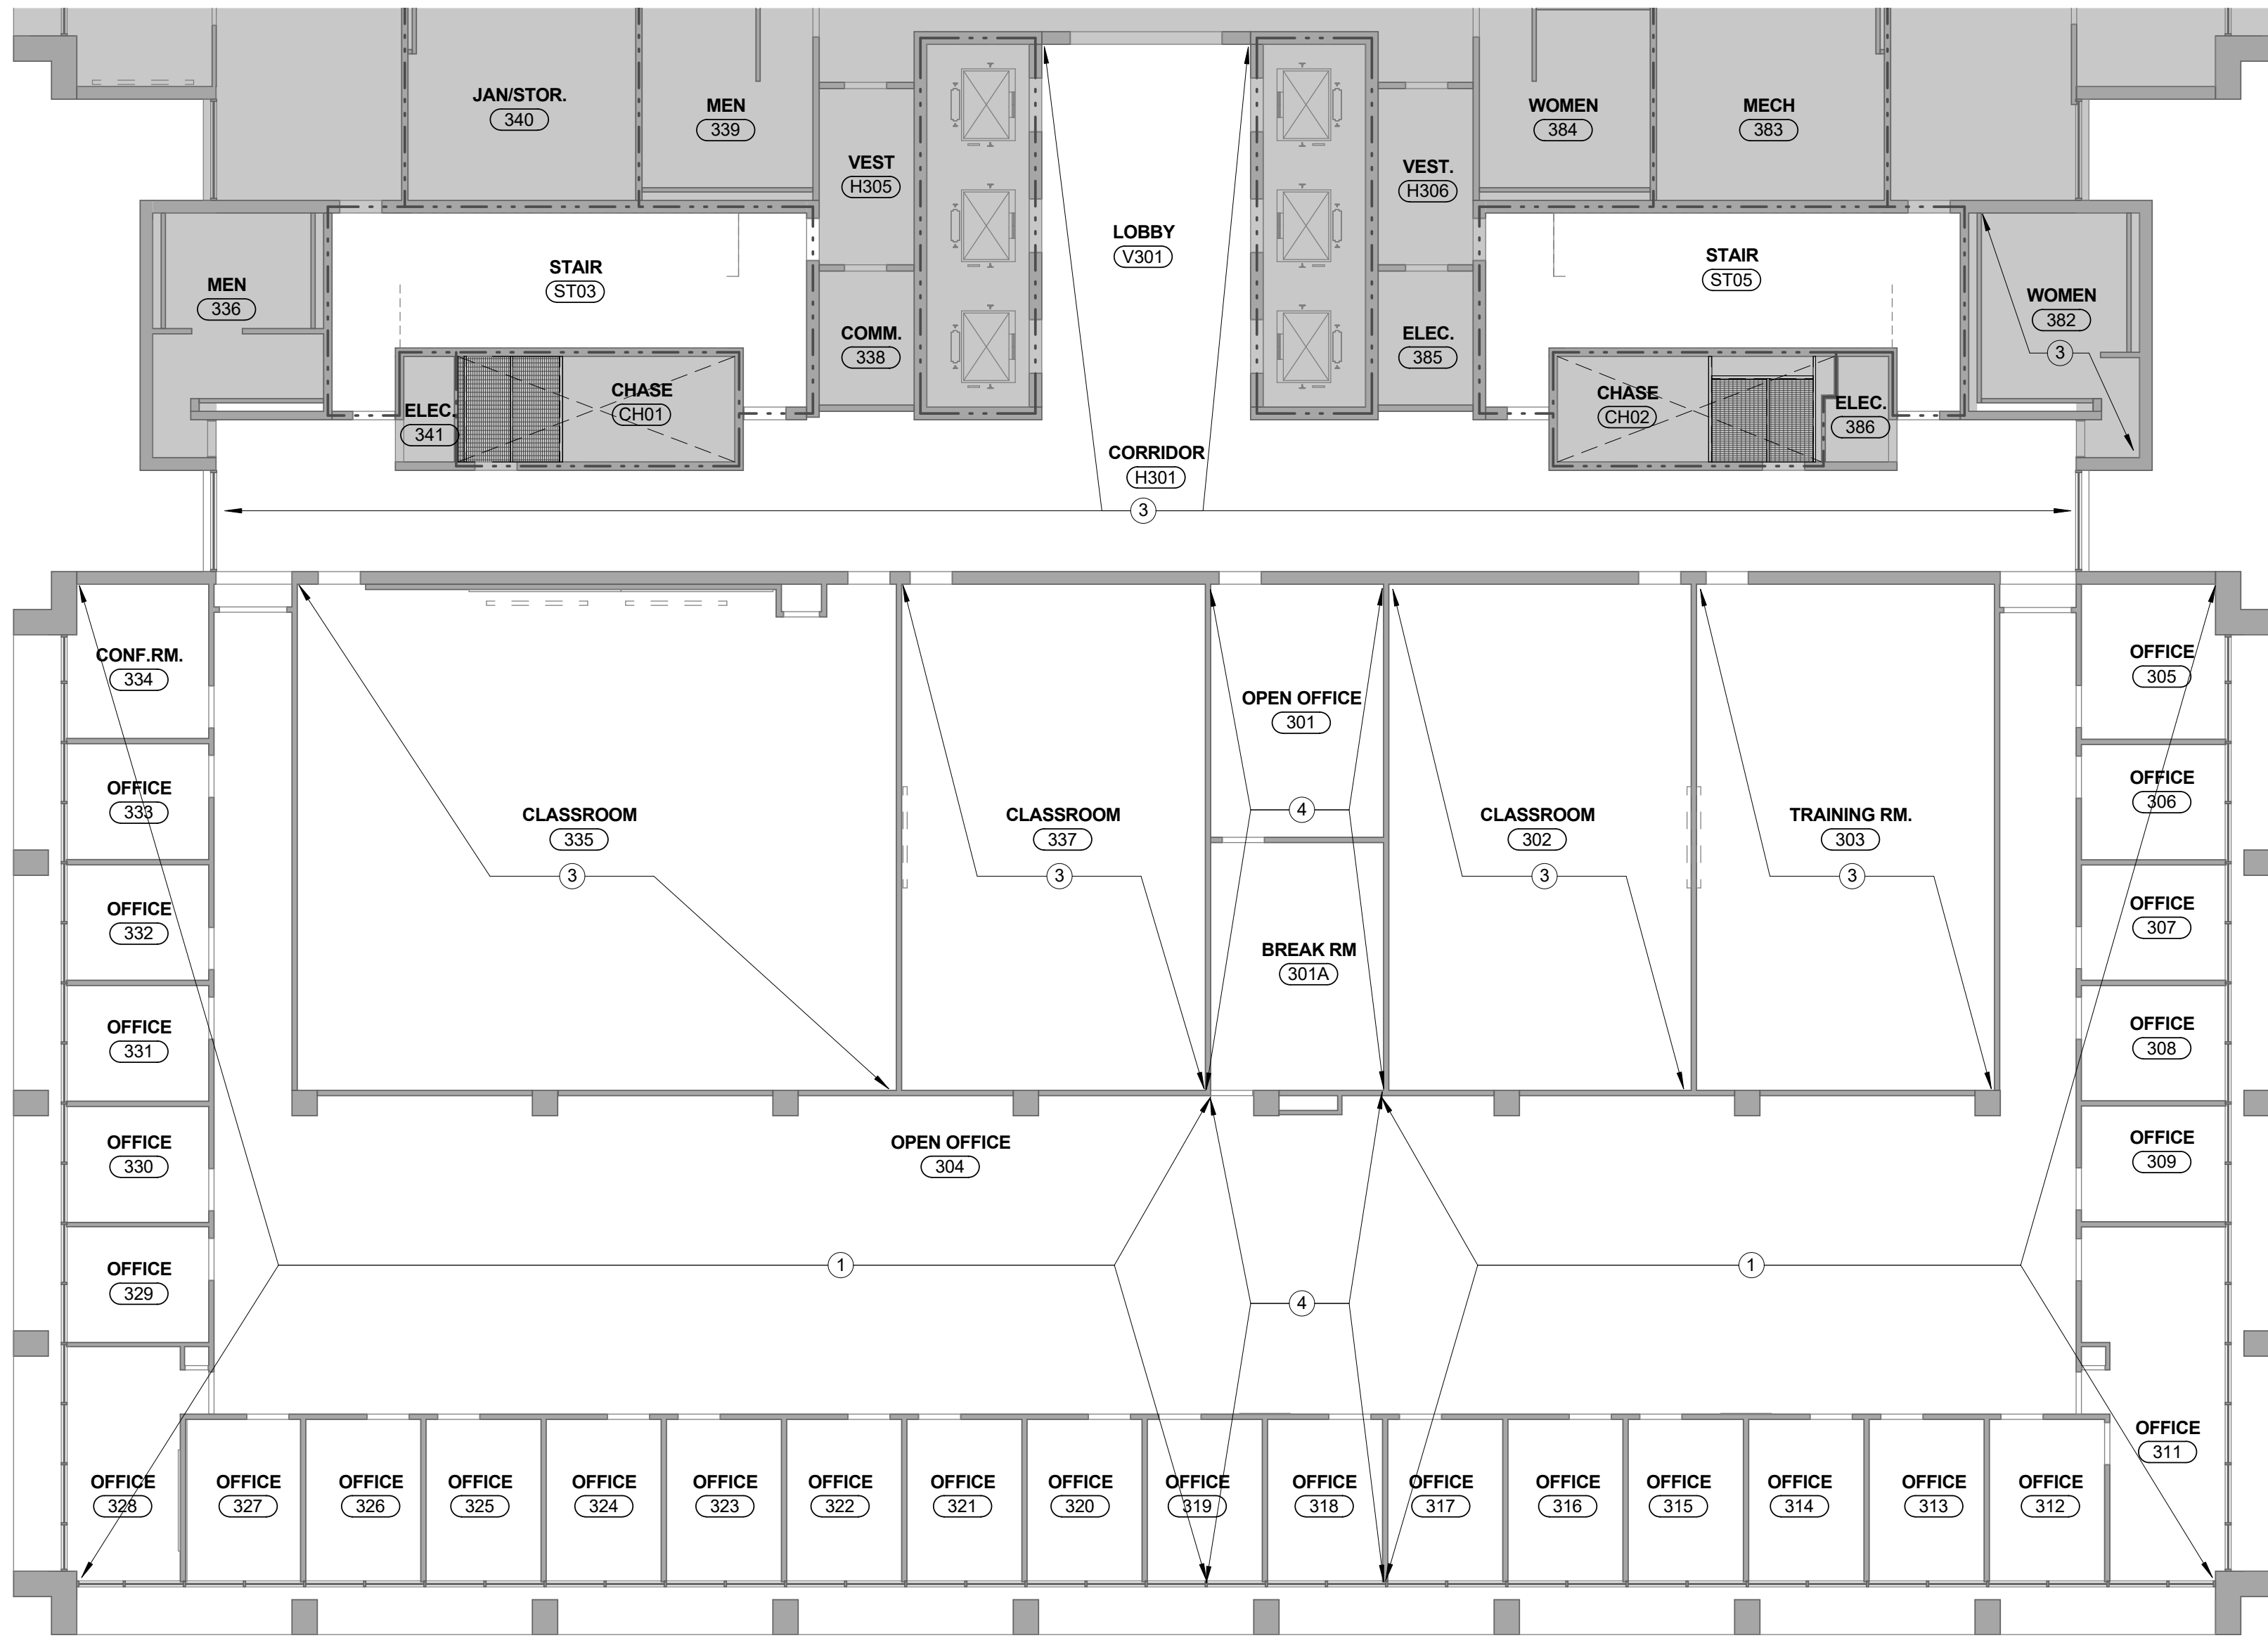 JAN/STOR.
340
MEN
339
WOMEN
384
MECH
383
VEST
H305
VEST.
H306
LOBBY
V301
STAIR
ST03
STAIR
ST05
MEN
336
WOMEN
382
3
COMM.
338
ELEC.
385
CHASE
CH01
ELEC.
341
CHASE
CH02
ELEC.
386
CORRIDOR
H301
3
CONF.RM.
334
OFFICE
305
OPEN OFFICE
301
OFFICE
333
OFFICE
306
CLASSROOM
335
3
CLASSROOM
337
3
4
CLASSROOM
302
3
TRAINING RM.
303
3
OFFICE
332
OFFICE
307
BREAK RM
301A
OFFICE
331
OFFICE
308
OFFICE
330
OPEN OFFICE
304
OFFICE
309
OFFICE
329
1
4
1
OFFICE
311
OFFICE
328
OFFICE
327
OFFICE
326
OFFICE
325
OFFICE
324
OFFICE
323
OFFICE
322
OFFICE
321
OFFICE
320
OFFICE
319
OFFICE
318
OFFICE
317
OFFICE
316
OFFICE
315
OFFICE
314
OFFICE
313
OFFICE
312